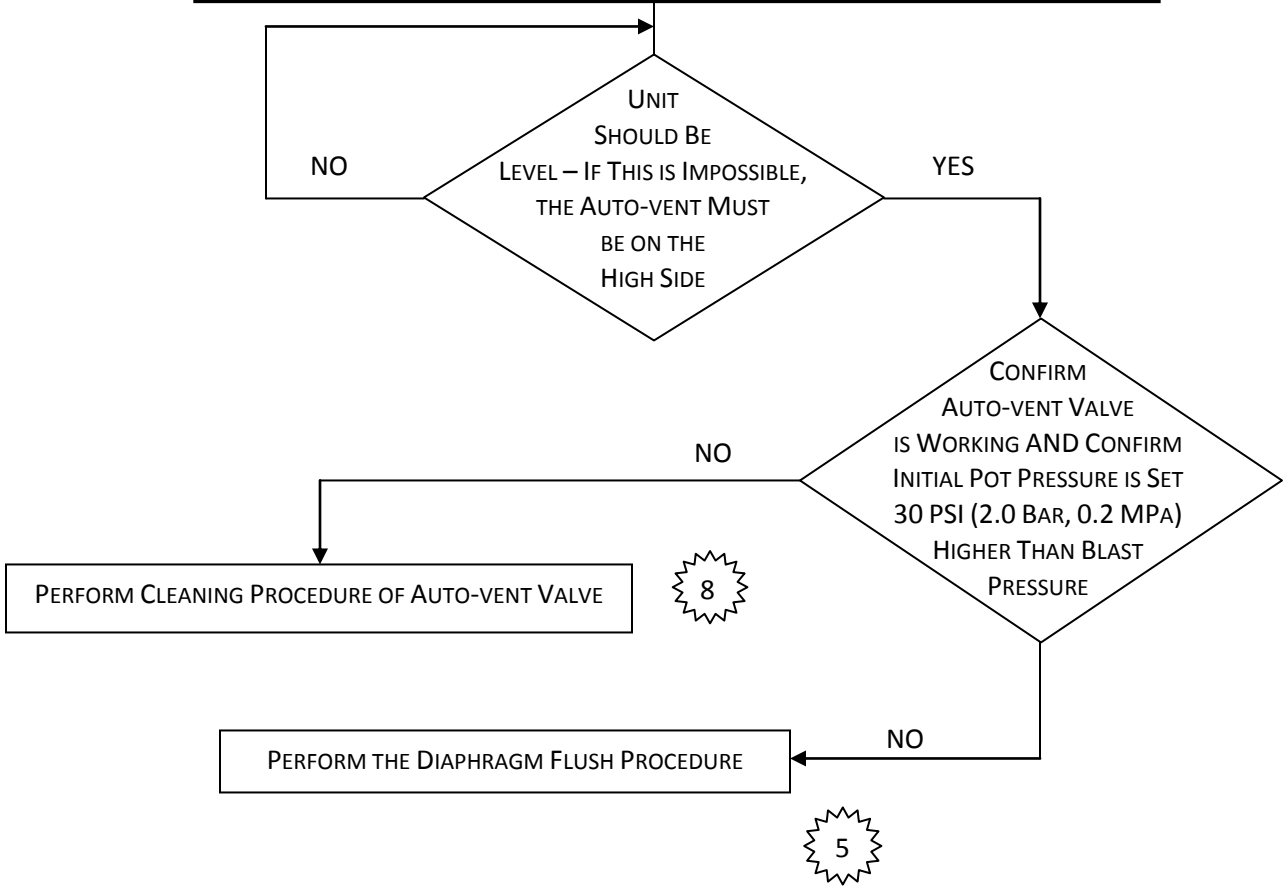 UNIT
SHOULD BE
LEVEL – IF THIS IS IMPOSSIBLE,
THE AUTO-VENT MUST
BE ON THE
HIGH SIDE
NO
YES
CONFIRM
AUTO-VENT VALVE
IS WORKING AND CONFIRM
INITIAL POT PRESSURE IS SET
30 PSI (2.0 BAR, 0.2 MPA)
HIGHER THAN BLAST
PRESSURE
NO
PERFORM CLEANING PROCEDURE OF AUTO-VENT VALVE
8
NO
PERFORM THE DIAPHRAGM FLUSH PROCEDURE
5